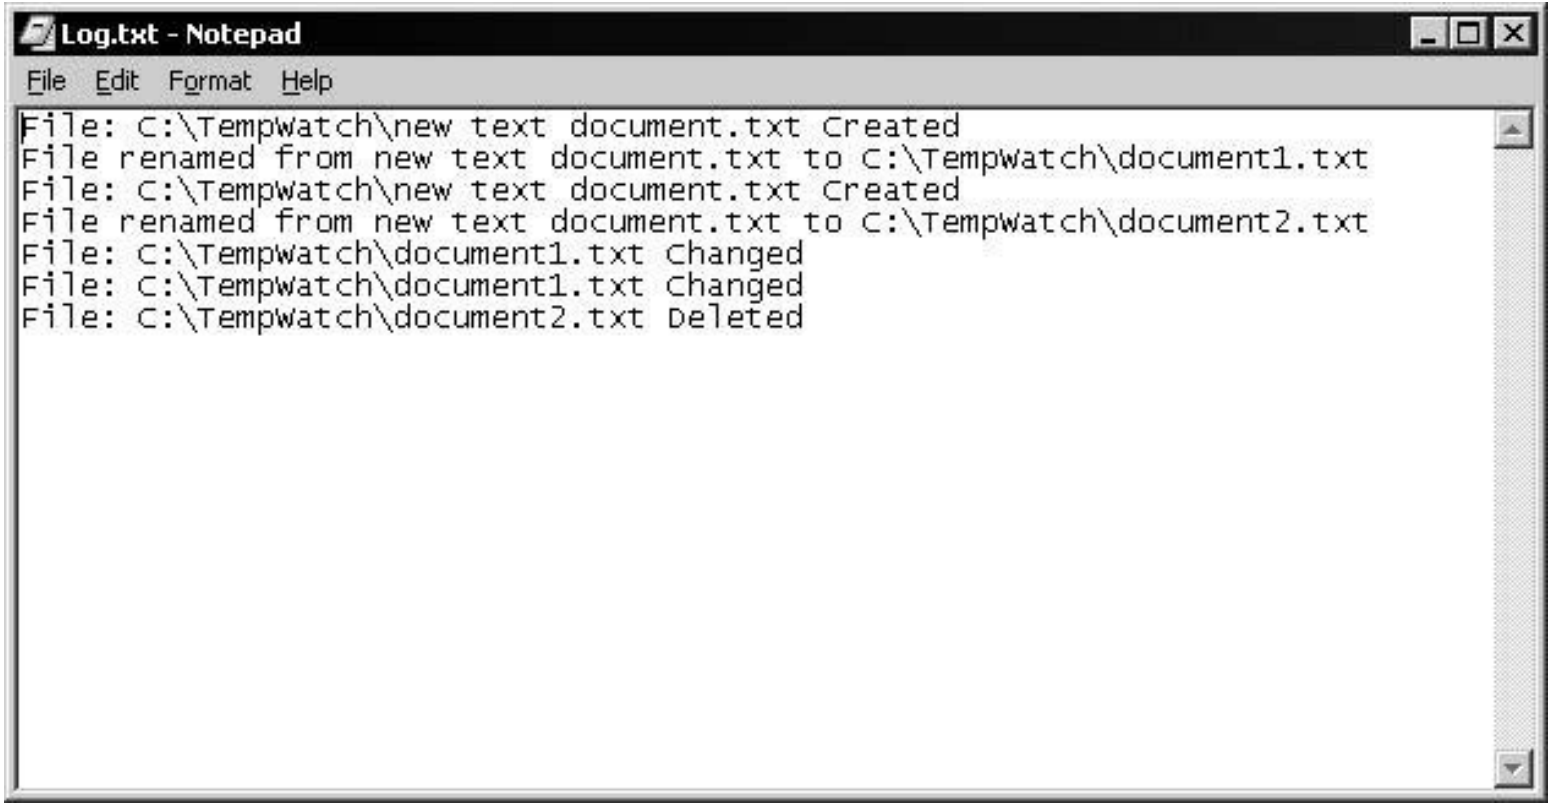 Log.txt - Notepad
File Edit Format Help
File: C:\TempWatch\new text document.txt Created
File renamed from new text document.txt to C:\TempWatch\document1.txt
File: C:\TempWatch\new text document.txt Created
File renamed from new text document.txt to C:\TempWatch\document2.txt
File: C:\TempWatch\document1.txt Changed
File: C:\TempWatch\document1.txt Changed
File: C:\TempWatch\document2.txt Deleted